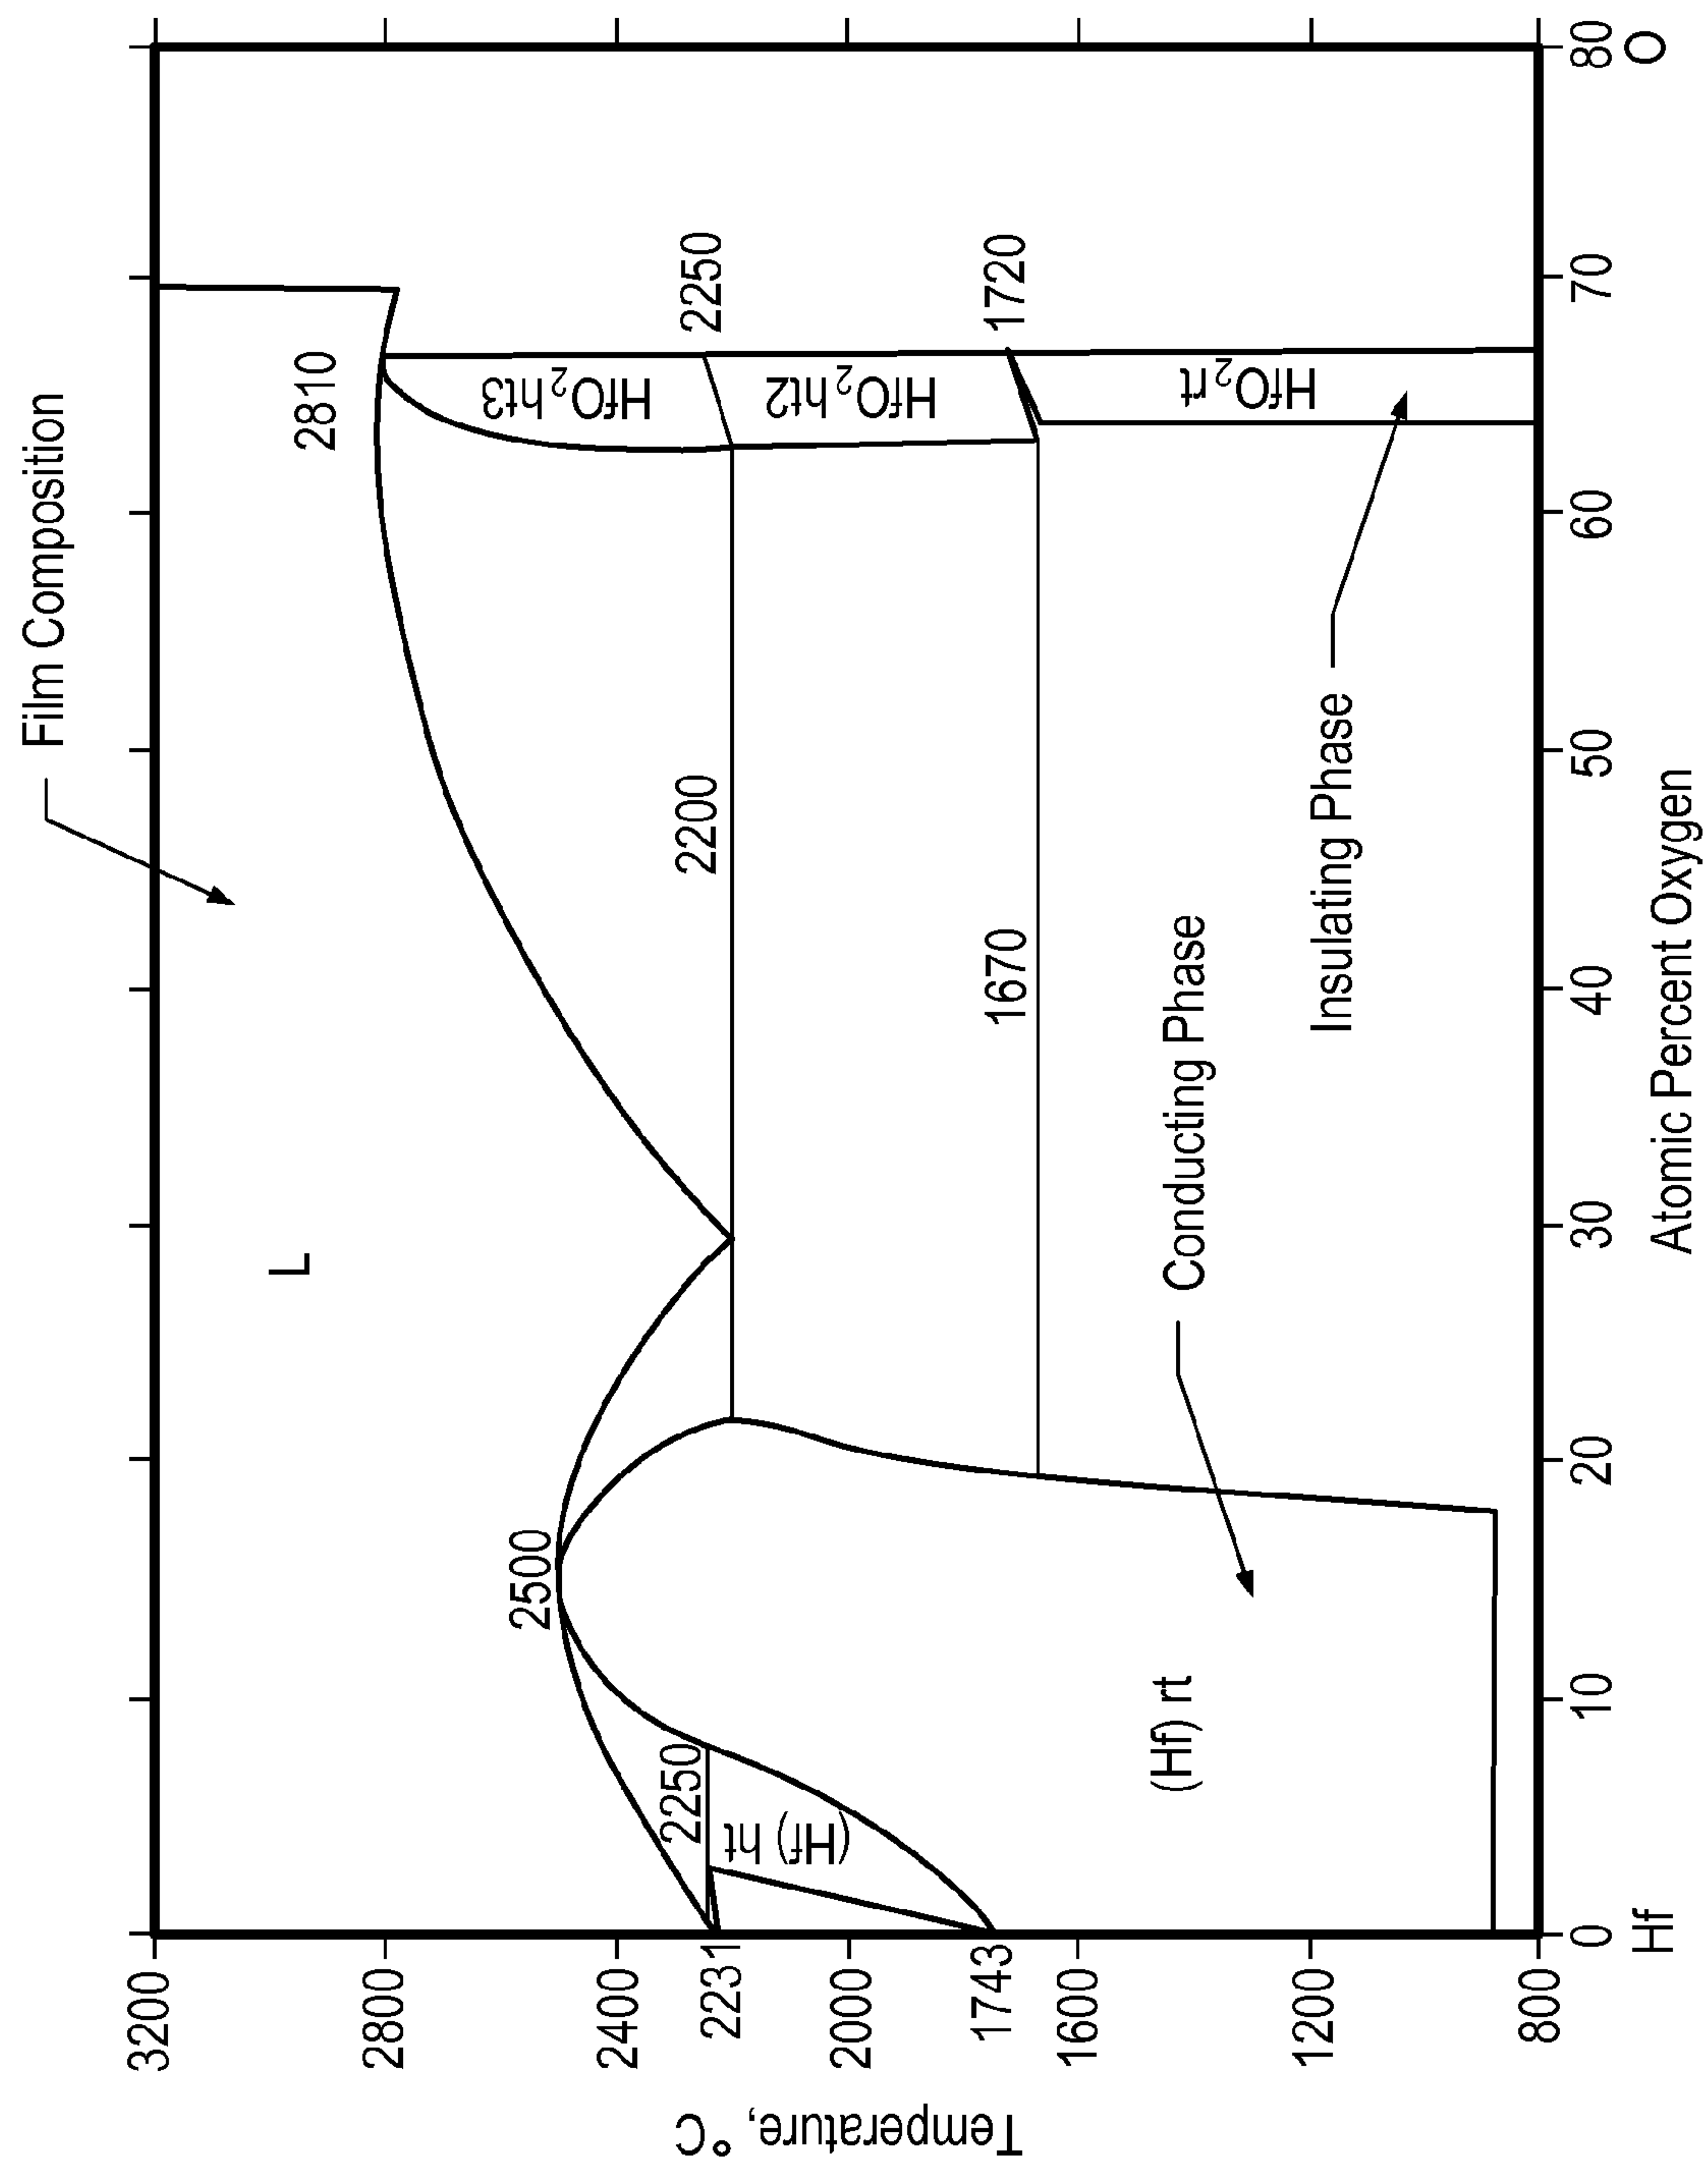 Film Composition
L
2810
2500
2250
2250
2200
HfO2ht3
HfO2ht2
(Hf) ht
1720
1670
HfO2rt
(Hf) rt
Conducting Phase
Insulating Phase
Temperature, °C
3200
2800
2400
2231
2000
1743
1600
1200
800
0
10
20
30
40
50
60
70
80
Hf
O
Atomic Percent Oxygen